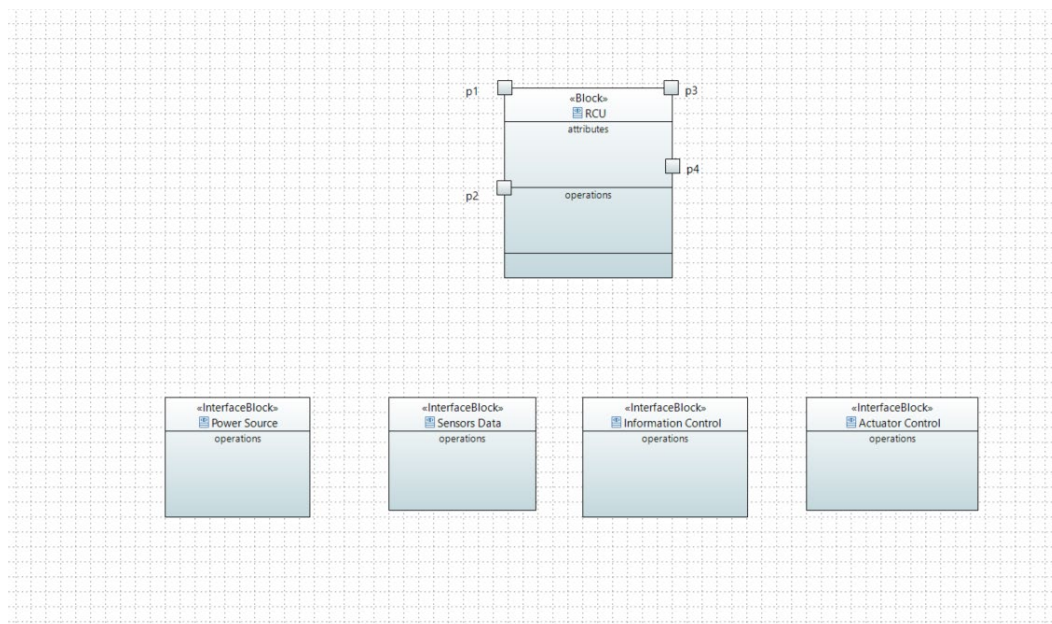 p1
«Block»
RCU
p3
attributes
p4
p2
operations
«InterfaceBlock»
Power Source
operations
«InterfaceBlock»
Sensors Data
operations
«InterfaceBlock»
Information Control
operations
«InterfaceBlock»
Actuator Control
operations